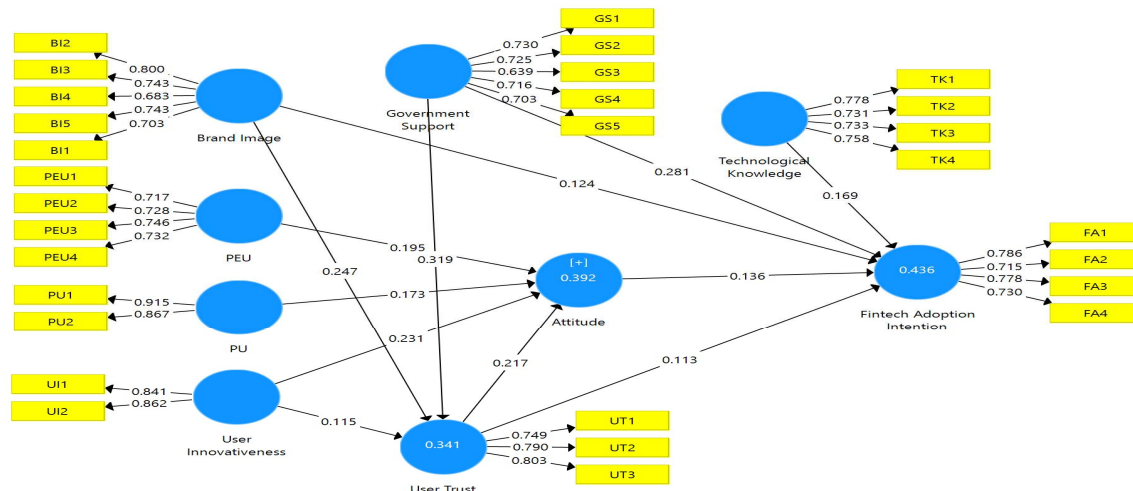 BI2
BI3
BI4
BI5
BI1
0.800
0.743
0.683
0.743
0.703
Brand Image
GS1
GS2
GS3
GS4
GS5
0.730
0.725
0.639
0.716
0.703
Government
Support
TK1
TK2
TK3
TK4
0.778
0.731
0.733
0.758
Technological
Knowledge
PEU1
PEU2
PEU3
PEU4
0.717
0.728
0.746
0.732
PEU
PU1
PU2
0.915
0.867
PU
UI1
UI2
0.841
0.862
User
Innovativeness
0.124
0.281
0.169
0.247
0.319
0.195
0.173
0.231
0.115
0.217
0.136
0.113
[+]
0.392
Attitude
0.341
User Trust
UT1
UT2
UT3
0.749
0.790
0.803
0.436
Fintech Adoption
Intention
FA1
FA2
FA3
FA4
0.786
0.715
0.778
0.730